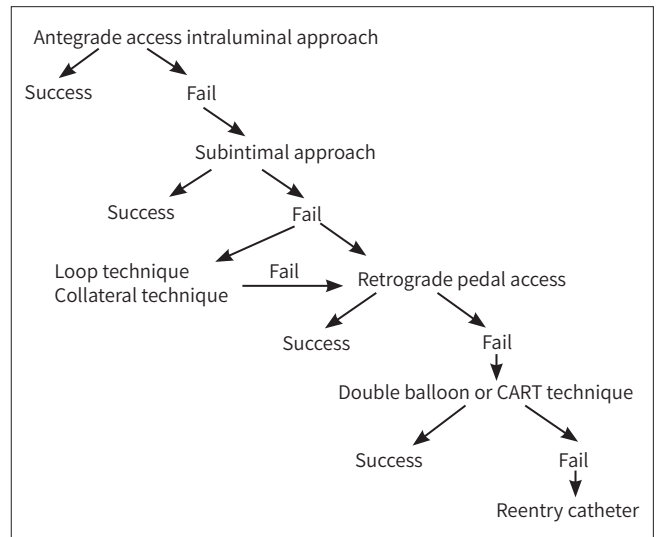 Antegrade access intraluminal approach
Success
Fail
Subintimal approach
Success
Fail
Loop technique
Collateral technique
Fail
Retrograde pedal access
Success
Fail
Double balloon or CART technique
Success
Fail
Reentry catheter